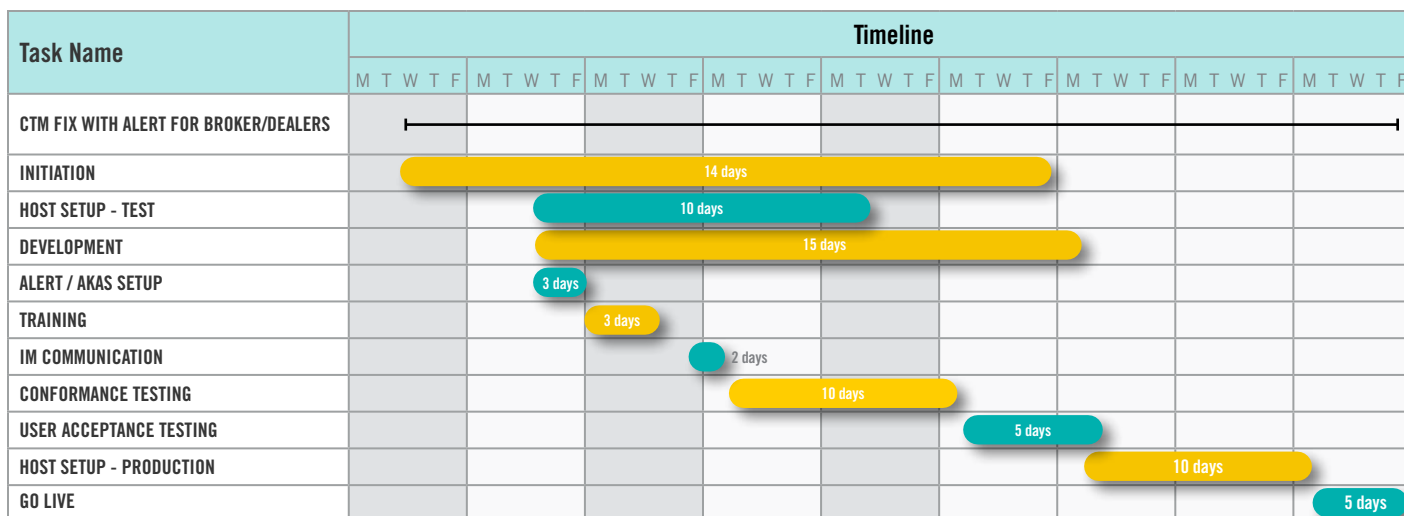 Task Name
Timeline
M T W T F M T W T F M T W T F M T W T F M T W T F M T W T F M T W T F M T W T F M T W T F
CTM FIX WITH ALERT FOR BROKER/DEALERS
INITIATION
14 days
HOST SETUP - TEST
10 days
DEVELOPMENT
15 days
ALERT / AKAS SETUP
3 days
TRAINING
3 days
IM COMMUNICATION
2 days
CONFORMANCE TESTING
10 days
USER ACCEPTANCE TESTING
5 days
HOST SETUP - PRODUCTION
10 days
GO LIVE
5 days